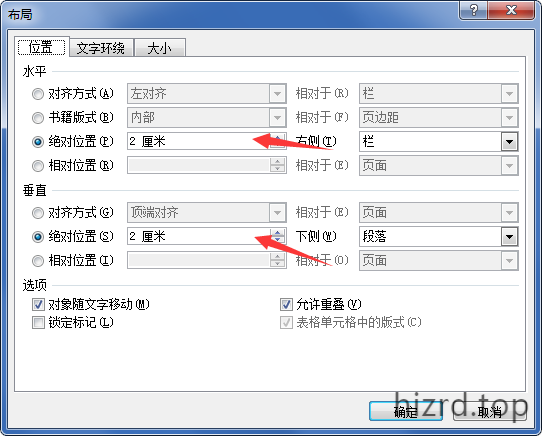 布局
位置 文字环绕 大小
水平
对齐方式(A) 左对齐 相对于(R) 栏
书籍版式(B) 内部 相对于(F) 页边距
绝对位置(P) 2 厘米 右侧(T) 栏
相对位置(R) 相对于(E) 页面
垂直
对齐方式(G) 顶端对齐 相对于(E) 页面
绝对位置(S) 2 厘米 下侧(W) 段落
相对位置(I) 相对于(O) 页面
选项
对象随文字移动(M) 允许重叠(V)
锁定标记(L) 表格单元格中的版式(C)
确定 取消
hizrd.top